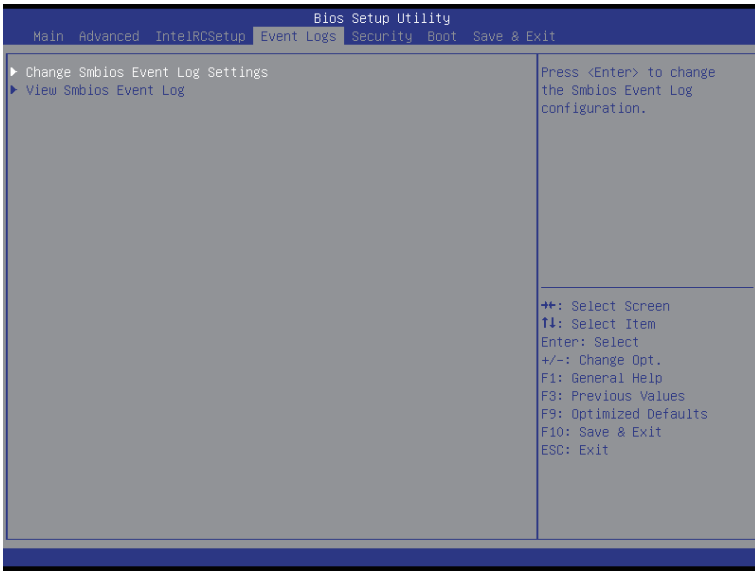 Bios Setup Utility
Main Advanced IntelRCSetup Event Logs Security Boot Save & Exit
Change Smbios Event Log Settings
View Smbios Event Log
Press <Enter> to change
the Smbios Event Log
configuration.
→←: Select Screen
↑↓: Select Item
Enter: Select
+/-: Change Opt.
F1: General Help
F3: Previous Values
F9: Optimized Defaults
F10: Save & Exit
ESC: Exit